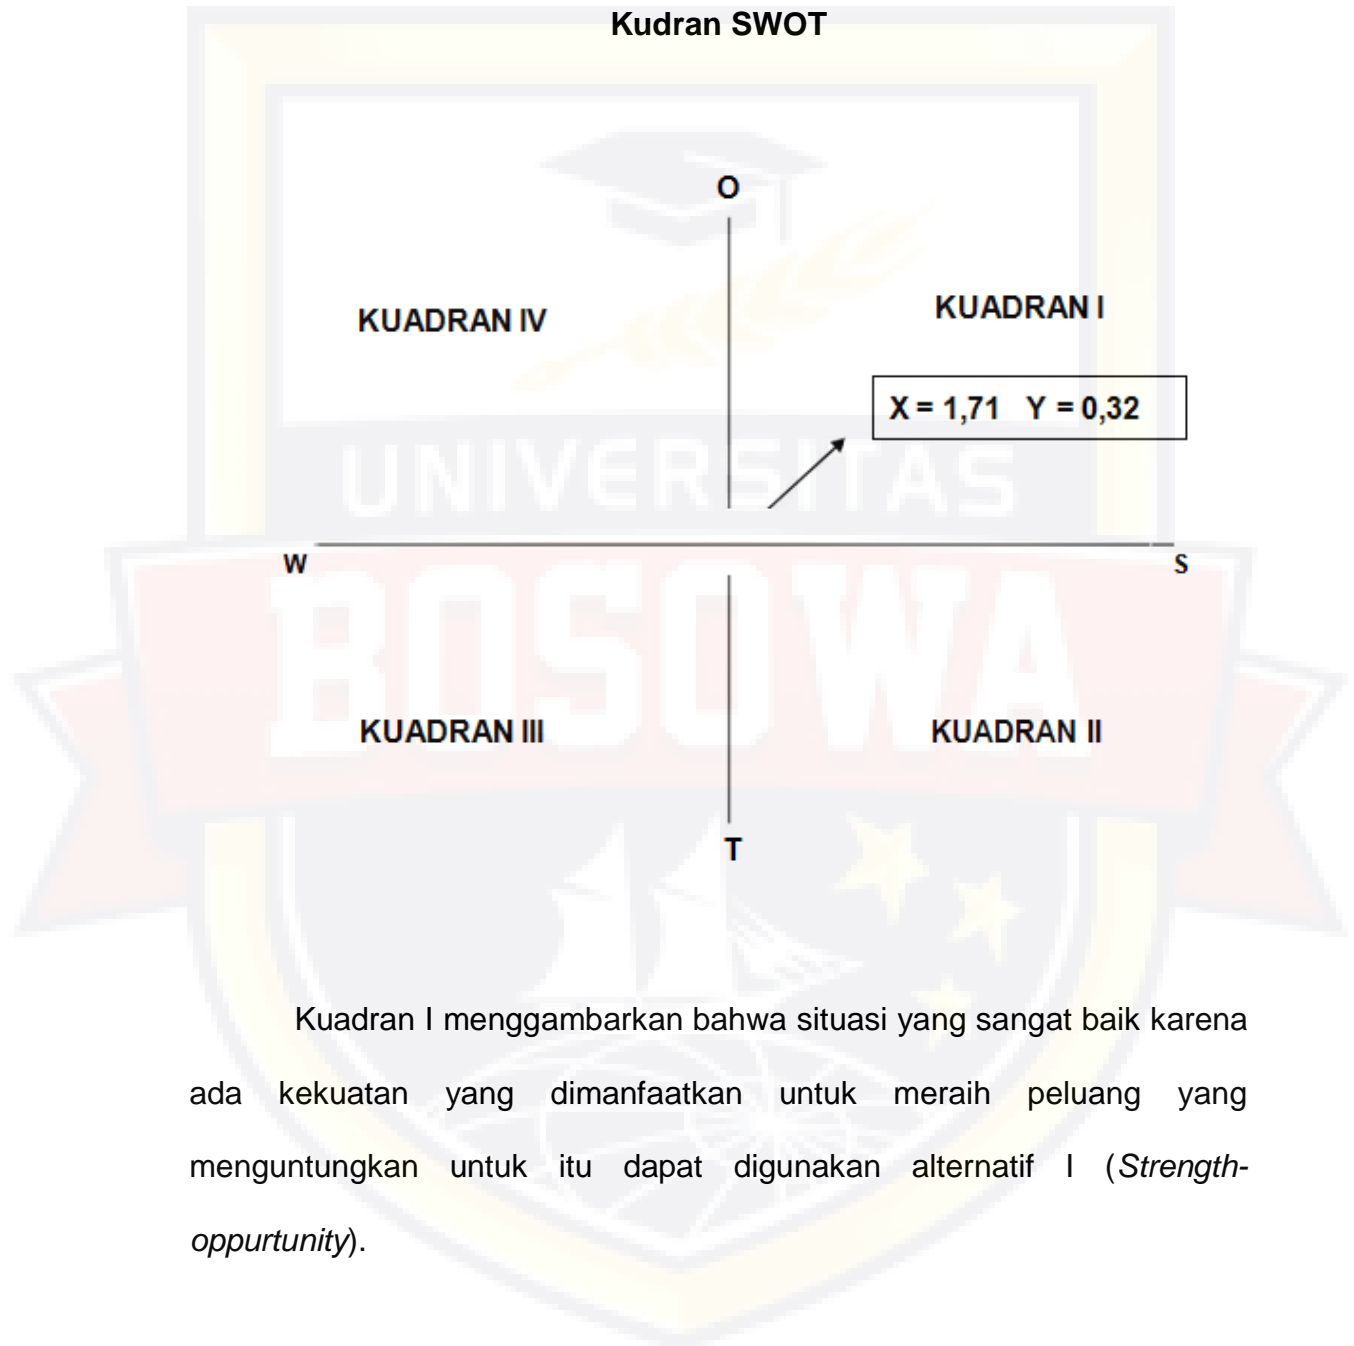 Kudran SWOT
O
KUADRAN IV
KUADRAN I
X = 1,71 Y = 0,32
UNIVERSITAS
W
S
BOSOWA
KUADRAN III
KUADRAN II
T
Kuadran I menggambarkan bahwa situasi yang sangat baik karena
ada kekuatan yang dimanfaatkan untuk meraih peluang yang
menguntungkan untuk itu dapat digunakan alternatif I (Strength-
oppurtunity).